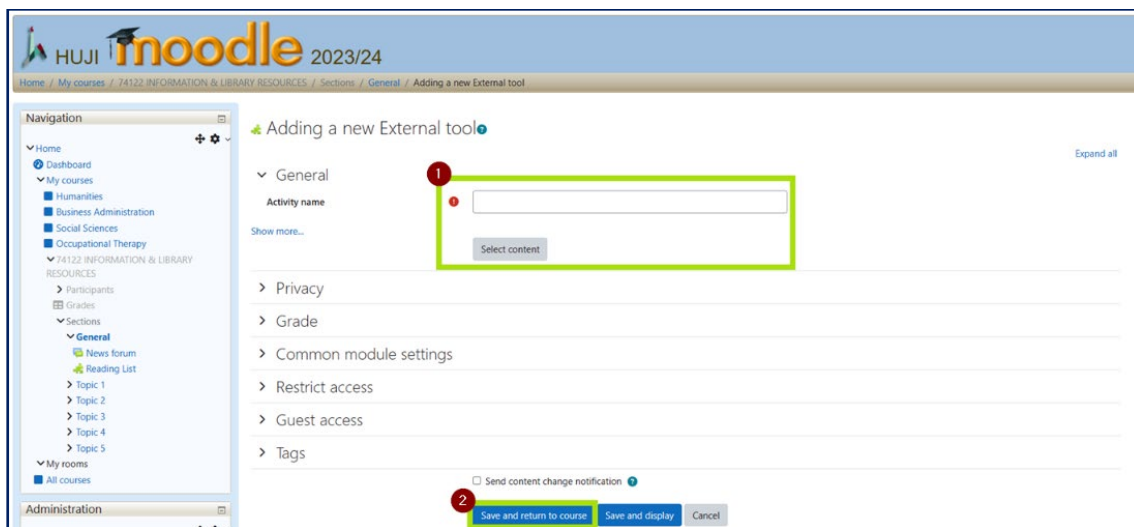 HUJI moodle 2023/24
Home / My courses / 74122 INFORMATION & LIBRARY RESOURCES / Sections / General / Adding a new External tool
Navigation
Home
Dashboard
My courses
Humanities
Business Administration
Social Sciences
Occupational Therapy
74122 INFORMATION & LIBRARY
RESOURCES
Participants
Grades
Sections
General
News forum
Reading List
Topic 1
Topic 2
Topic 3
Topic 4
Topic 5
My rooms
All courses
Administration
Adding a new External tool
Expand all
1
General
Activity name
Show more...
Select content
Privacy
Grade
Common module settings
Restrict access
Guest access
Tags
Send content change notification
2
Save and return to course Save and display Cancel